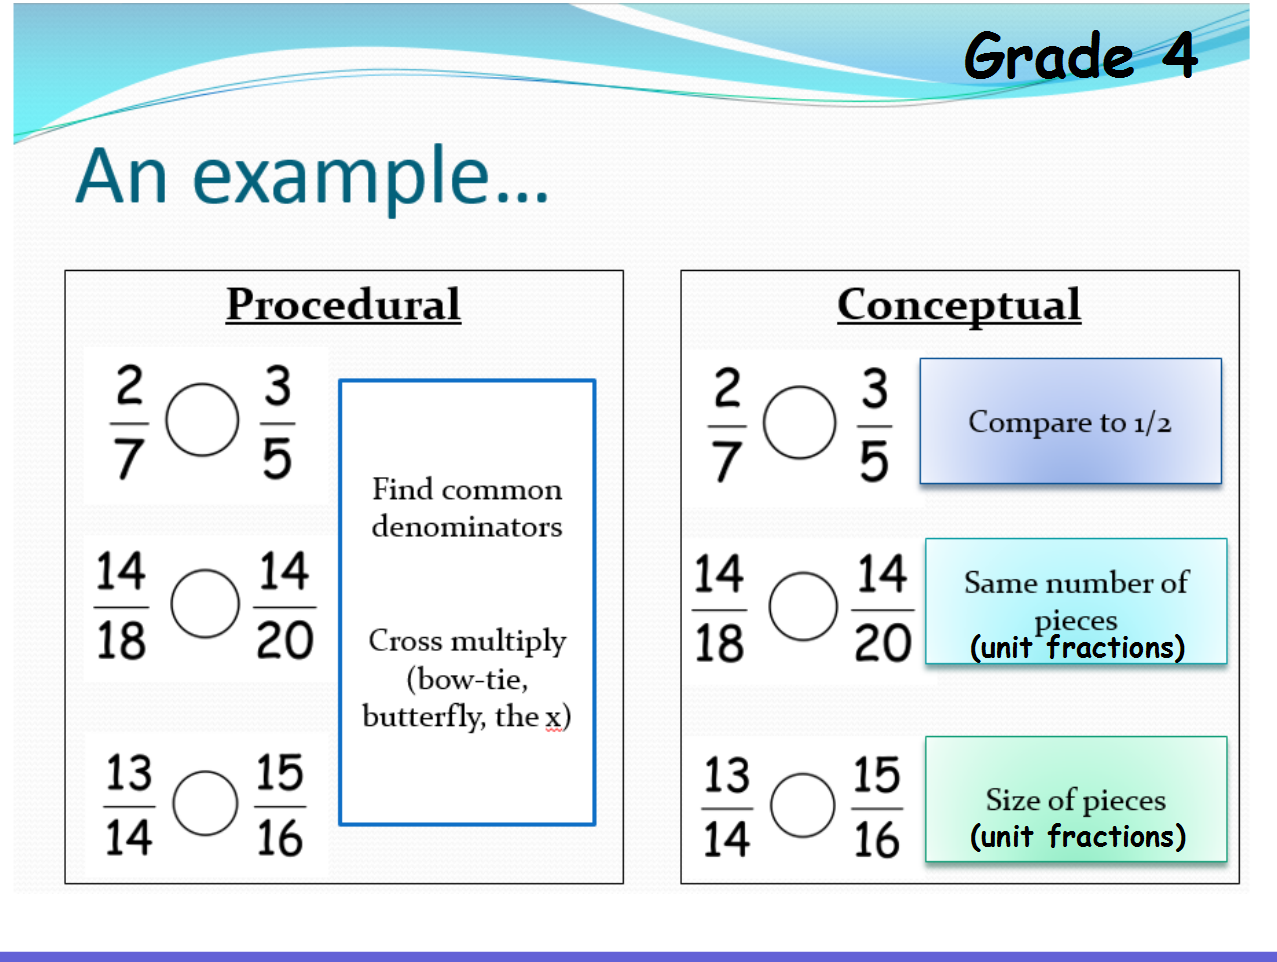 Grade 4
An example...
Procedural
2/7 ○ 3/5
14/18 ○ 14/20
13/14 ○ 15/16
Find common
denominators
Cross multiply
(bow-tie,
butterfly, the x)
Conceptual
2/7 ○ 3/5
Compare to 1/2
14/18 ○ 14/20
Same number of
pieces
(unit fractions)
13/14 ○ 15/16
Size of pieces
(unit fractions)